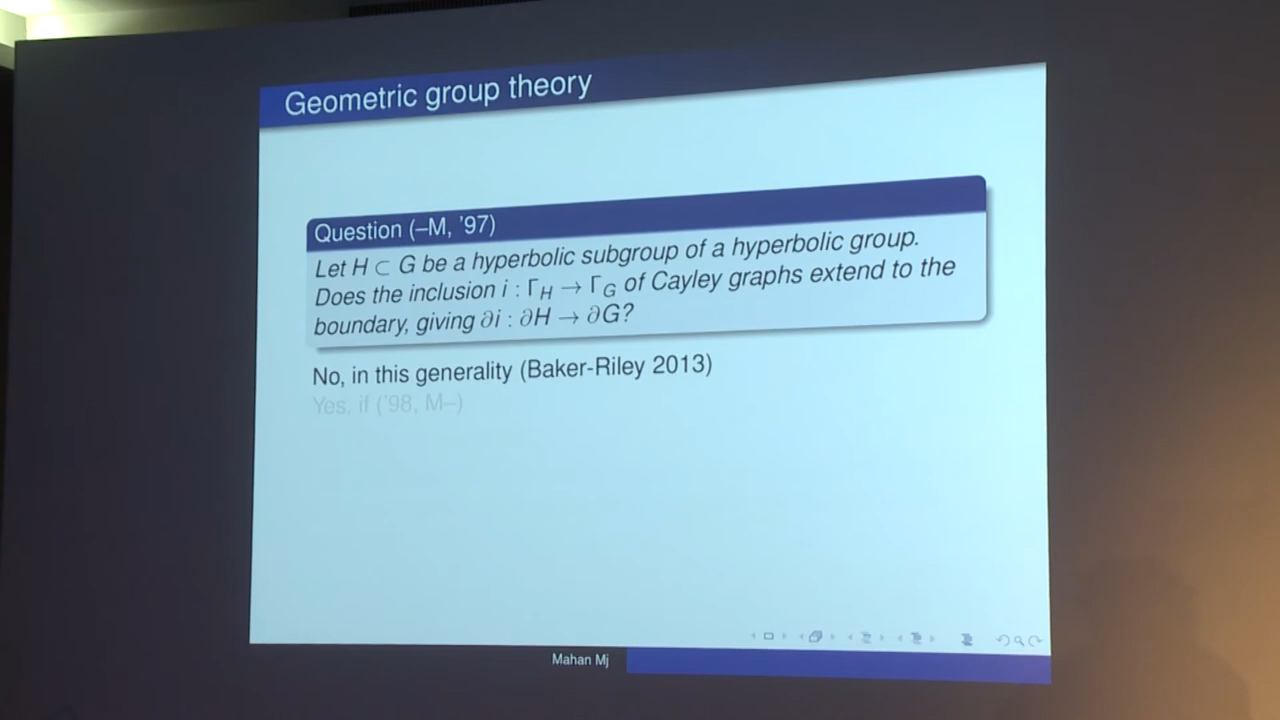 Geometric group theory
Question (–M, '97)
Let H ⊂ G be a hyperbolic subgroup of a hyperbolic group.
Does the inclusion i : Γ_H → Γ_G of Cayley graphs extend to the
boundary, giving ∂i : ∂H → ∂G?
No, in this generality (Baker-Riley 2013)
Yes, if ('98, M–)
Mahan Mj